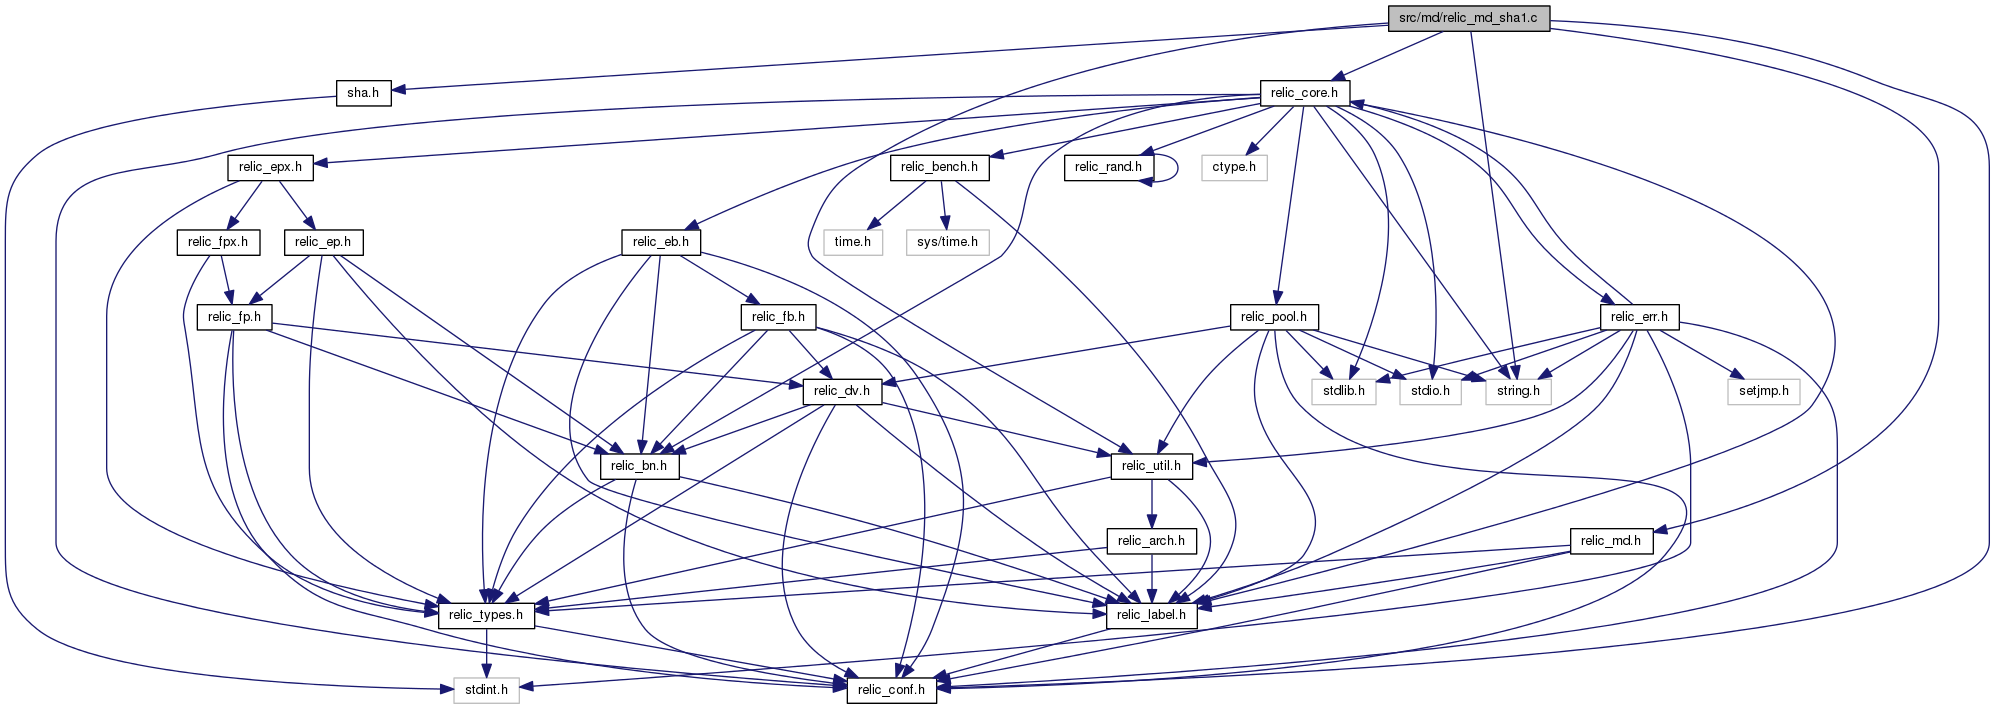 src/md/relic_md_sha1.c
sha.h
relic_core.h
relic_epx.h
relic_bench.h
relic_rand.h
ctype.h
relic_fpx.h
relic_ep.h
relic_eb.h
time.h
sys/time.h
relic_fp.h
relic_fb.h
relic_pool.h
relic_err.h
relic_dv.h
stdlib.h
stdio.h
string.h
setjmp.h
relic_bn.h
relic_util.h
relic_arch.h
relic_md.h
relic_types.h
relic_label.h
stdint.h
relic_conf.h